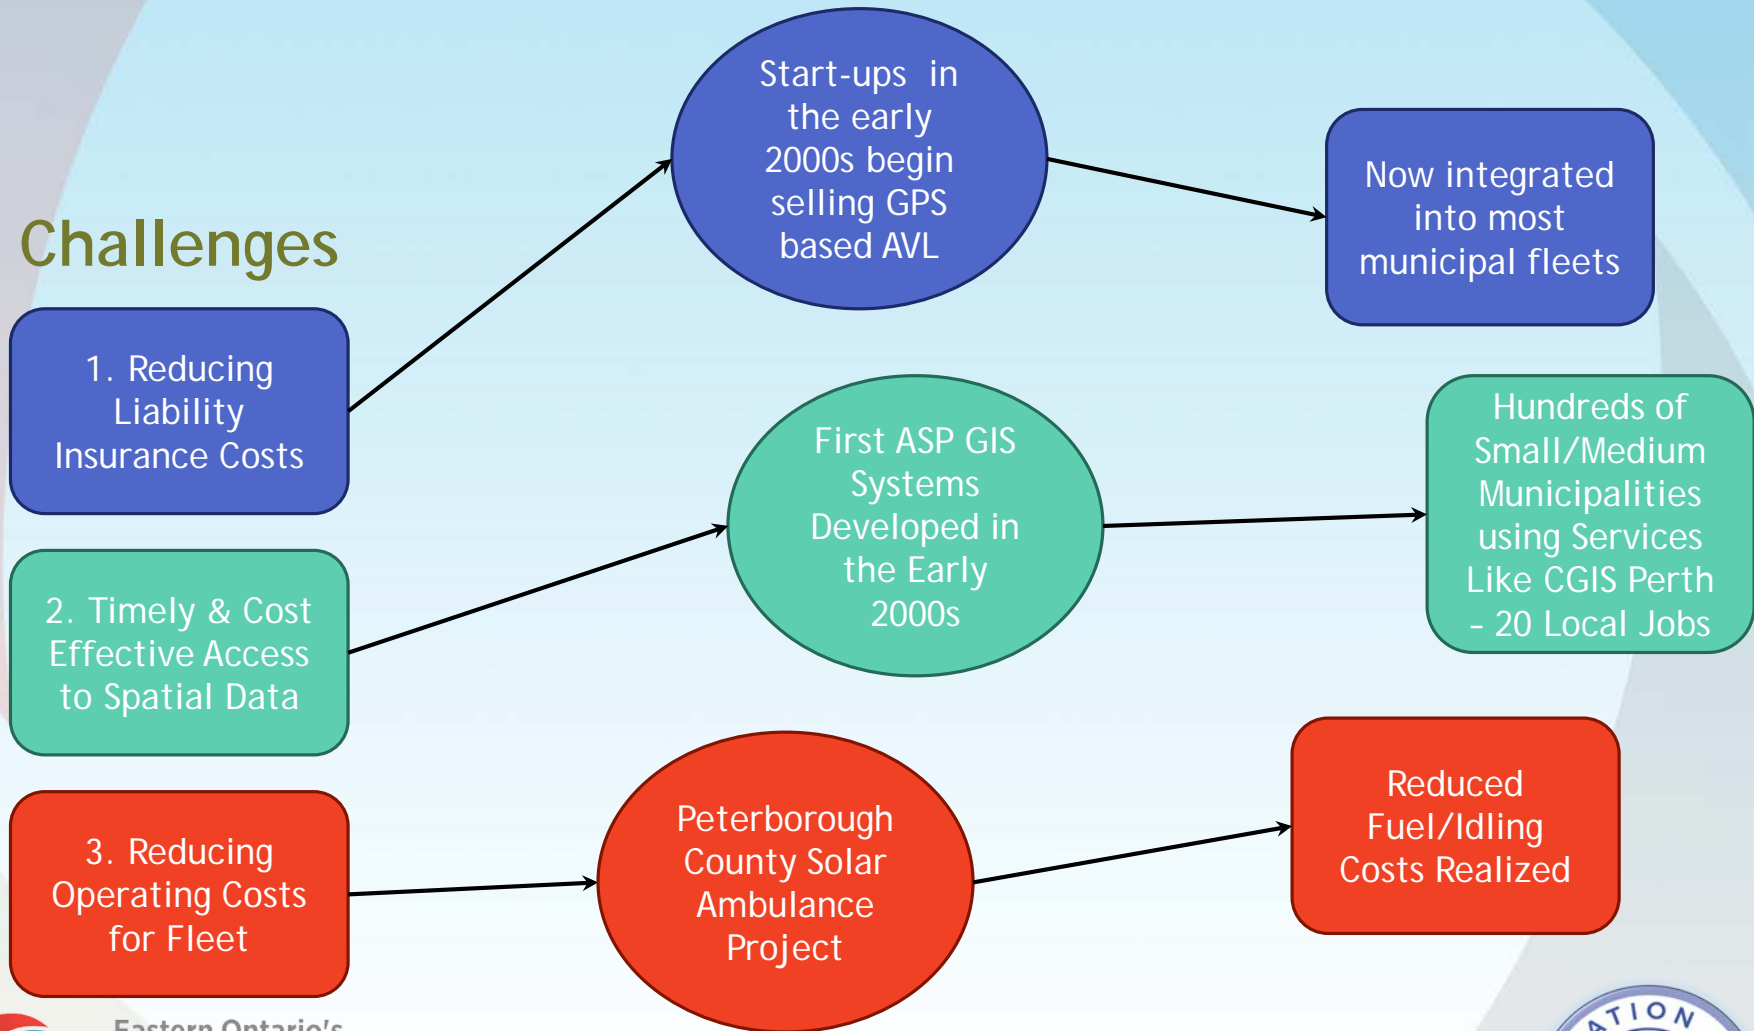 Challenges
1. Reducing
Liability
Insurance Costs
Start-ups in
the early
2000s begin
selling GPS
based AVL
Now integrated
into most
municipal fleets
2. Timely & Cost
Effective Access
to Spatial Data
First ASP GIS
Systems
Developed in
the Early
2000s
Hundreds of
Small/Medium
Municipalities
using Services
Like CGIS Perth
– 20 Local Jobs
3. Reducing
Operating Costs
for Fleet
Peterborough
County Solar
Ambulance
Project
Reduced
Fuel/Idling
Costs Realized
Eastern Ontario's